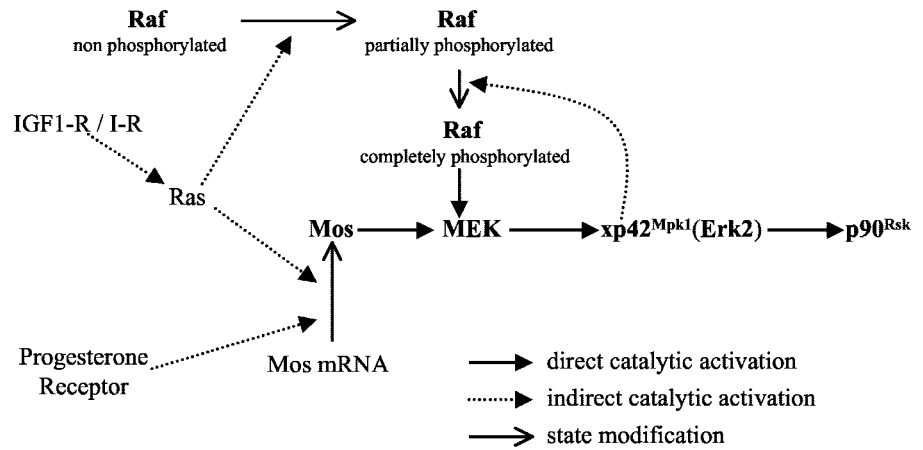 Raf
non phosphorylated
Raf
partially phosphorylated
IGF1-R / I-R
Raf
completely phosphorylated
Ras
Mos
MEK
xp42Mpk1(Erk2)
p90Rsk
Progesterone
Receptor
Mos mRNA
direct catalytic activation
indirect catalytic activation
state modification